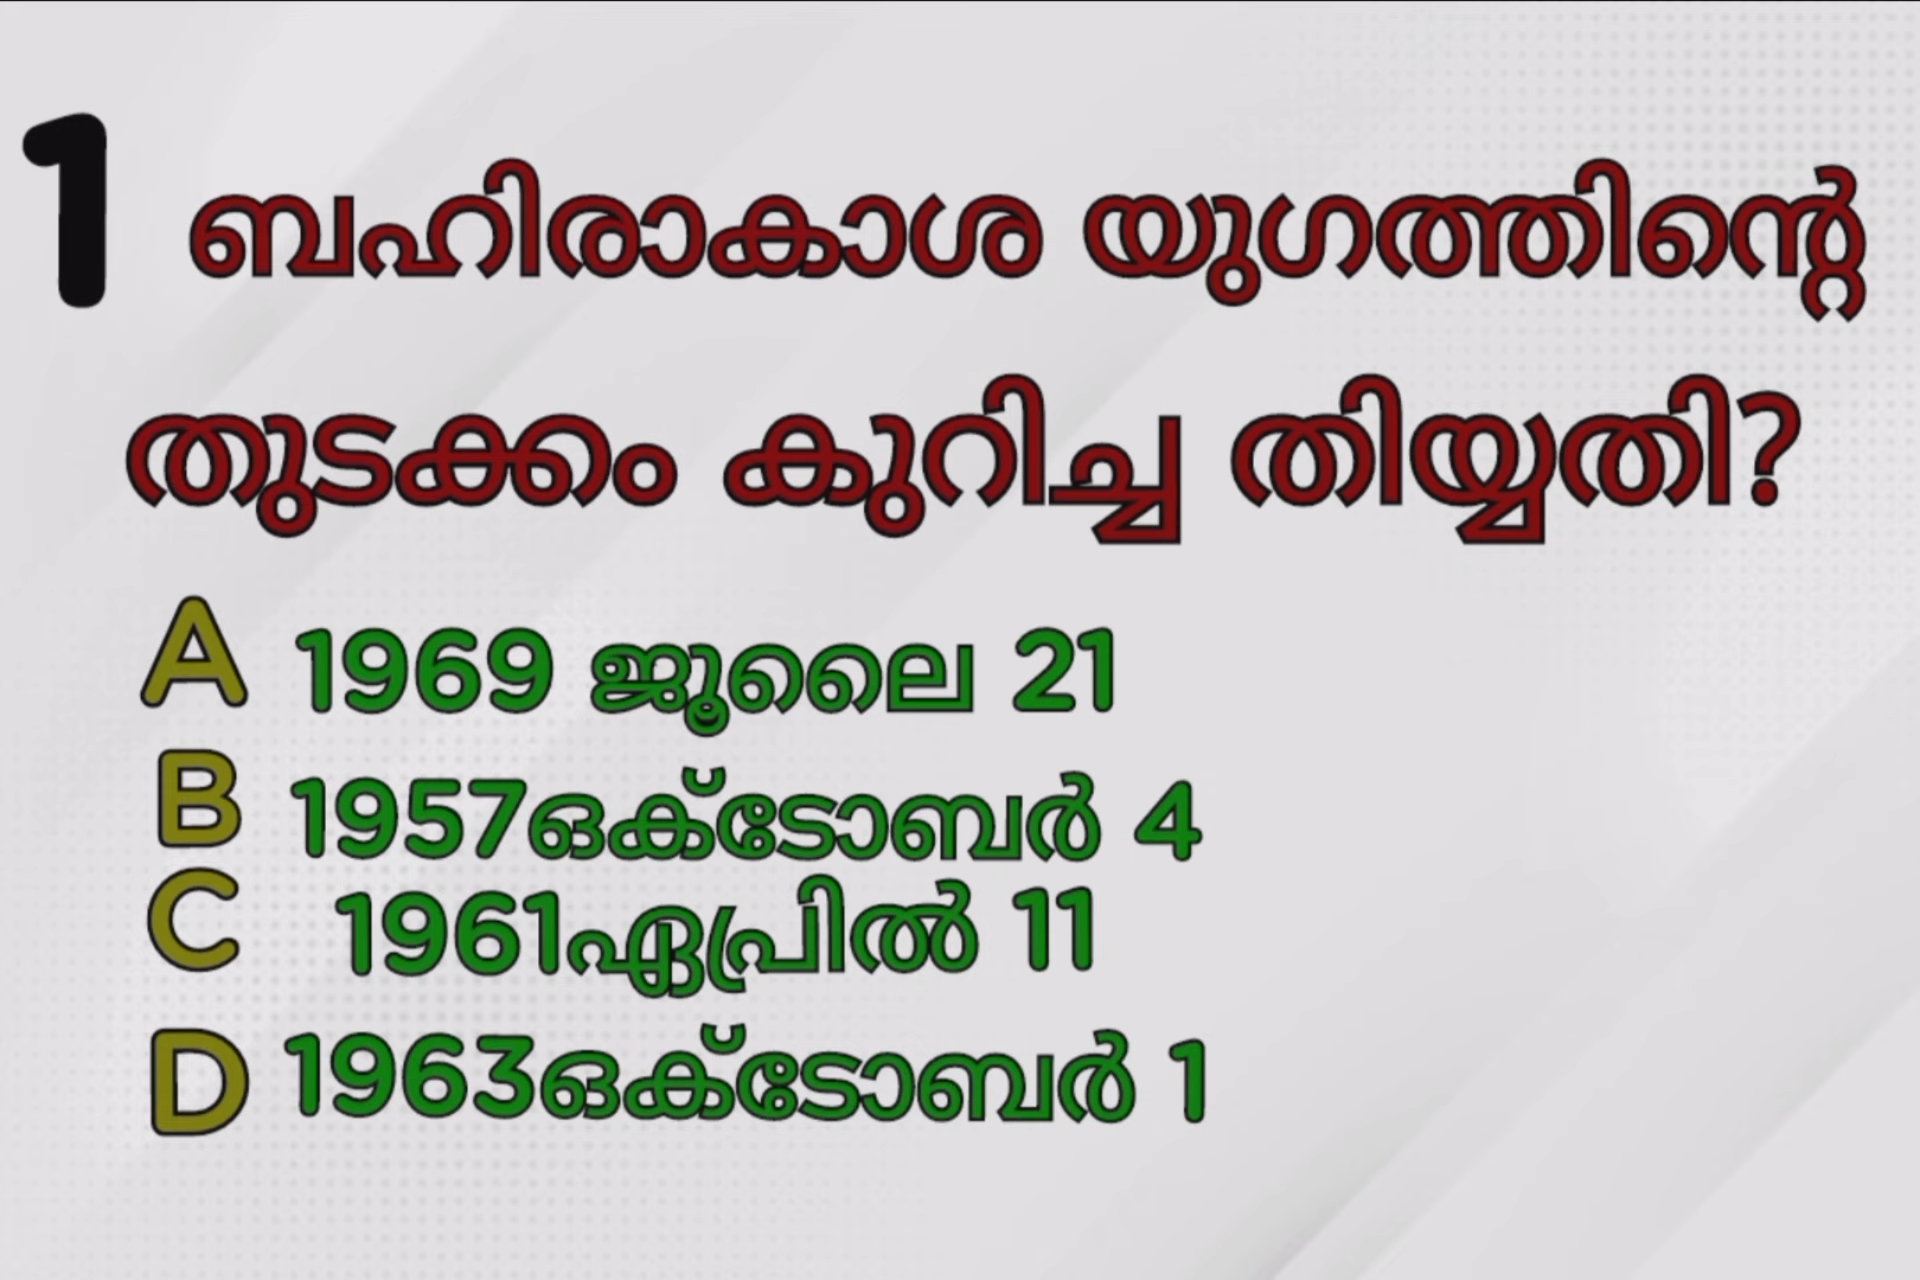 1 ബഹിരാകാശ യുഗത്തിന്റെ
തുടക്കം കുറിച്ച തിയ്യതി?
A 1969 ജൂലൈ 21
B 1957ഒക്ടോബർ 4
C 1961ഏപ്രിൽ 11
D 1963ഒക്ടോബർ 1